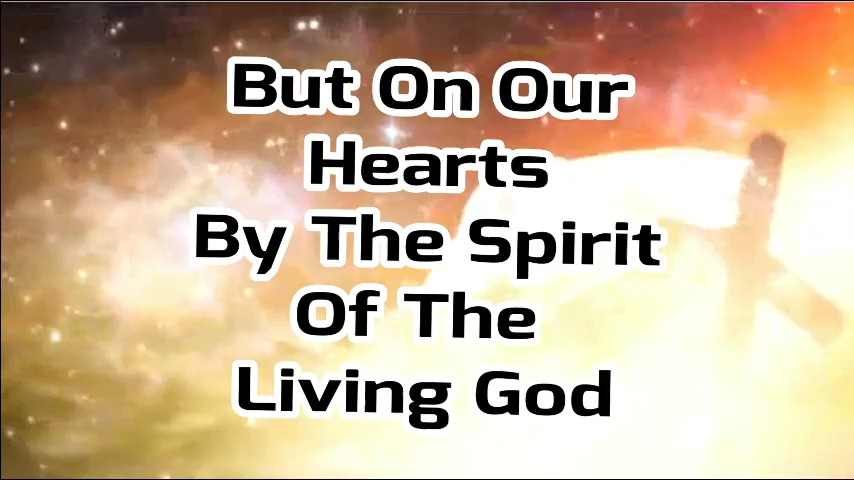 But On Our
Hearts
By The Spirit
Of The
Living God